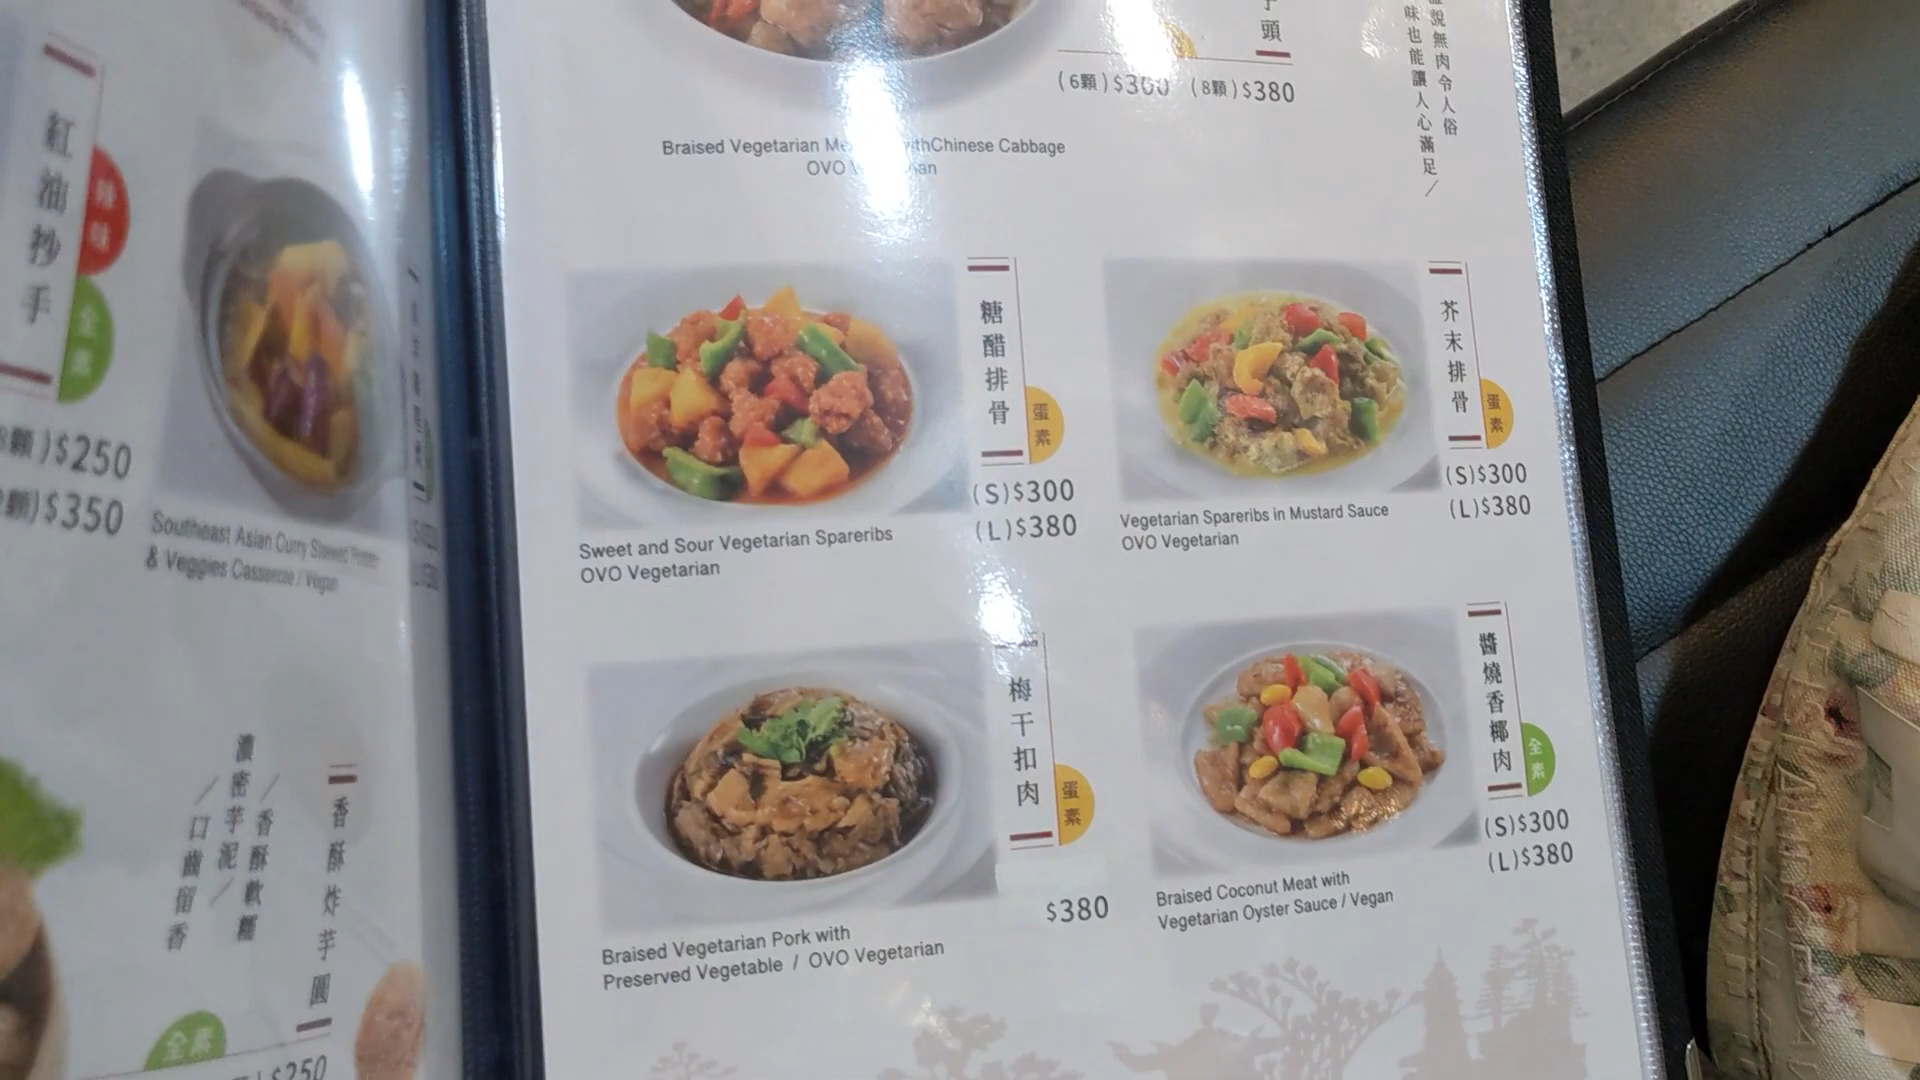 紅油抄手
辣味
全素
顆)$250
顆)$350
Southeast Asian Curry Stewed
& Veggies Casserole / Vegan
香酥炸芋圓
／香酥軟糯
濃密芋泥／
／口齒留香
全素
$250
頭
(6顆)$300 (8顆)$380
說無肉令人俗
味也能讓人心滿足／
Braised Vegetarian Chinese Cabbage
OVO
糖醋排骨
蛋素
(S)$300
(L)$380
Sweet and Sour Vegetarian Spareribs
OVO Vegetarian
芥末排骨
蛋素
(S)$300
(L)$380
Vegetarian Spareribs in Mustard Sauce
OVO Vegetarian
梅干扣肉
蛋素
$380
Braised Vegetarian Pork with
Preserved Vegetable / OVO Vegetarian
醬燒香椰肉
全素
(S)$300
(L)$380
Braised Coconut Meat with
Vegetarian Oyster Sauce / Vegan